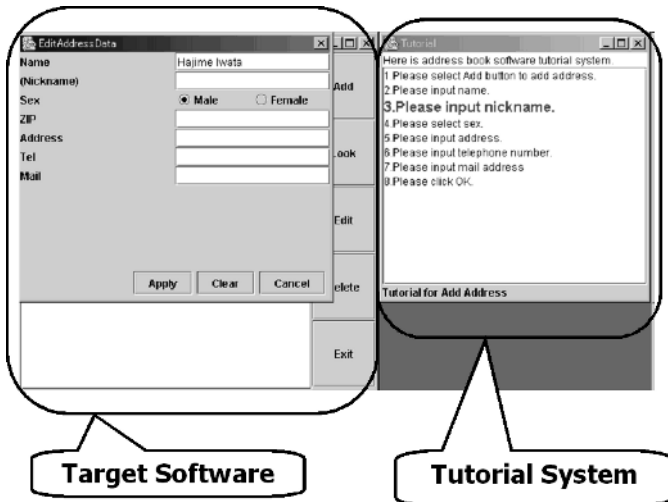 EditAddressData
Name Hajime Iwata
(Nickname)
Sex Male Female
ZIP
Address
Tel
Mail
Apply Clear Cancel
Add
Look
Edit
Delete
Exit
Tutorial
Here is address book software tutorial system
1.Please select Add button to add address.
2.Please input name.
3.Please input nickname.
4.Please select sex.
5.Please input address.
6.Please input telephone number.
7.Please input mail address
8.Please click OK.
Tutorial for Add Address
Target Software
Tutorial System